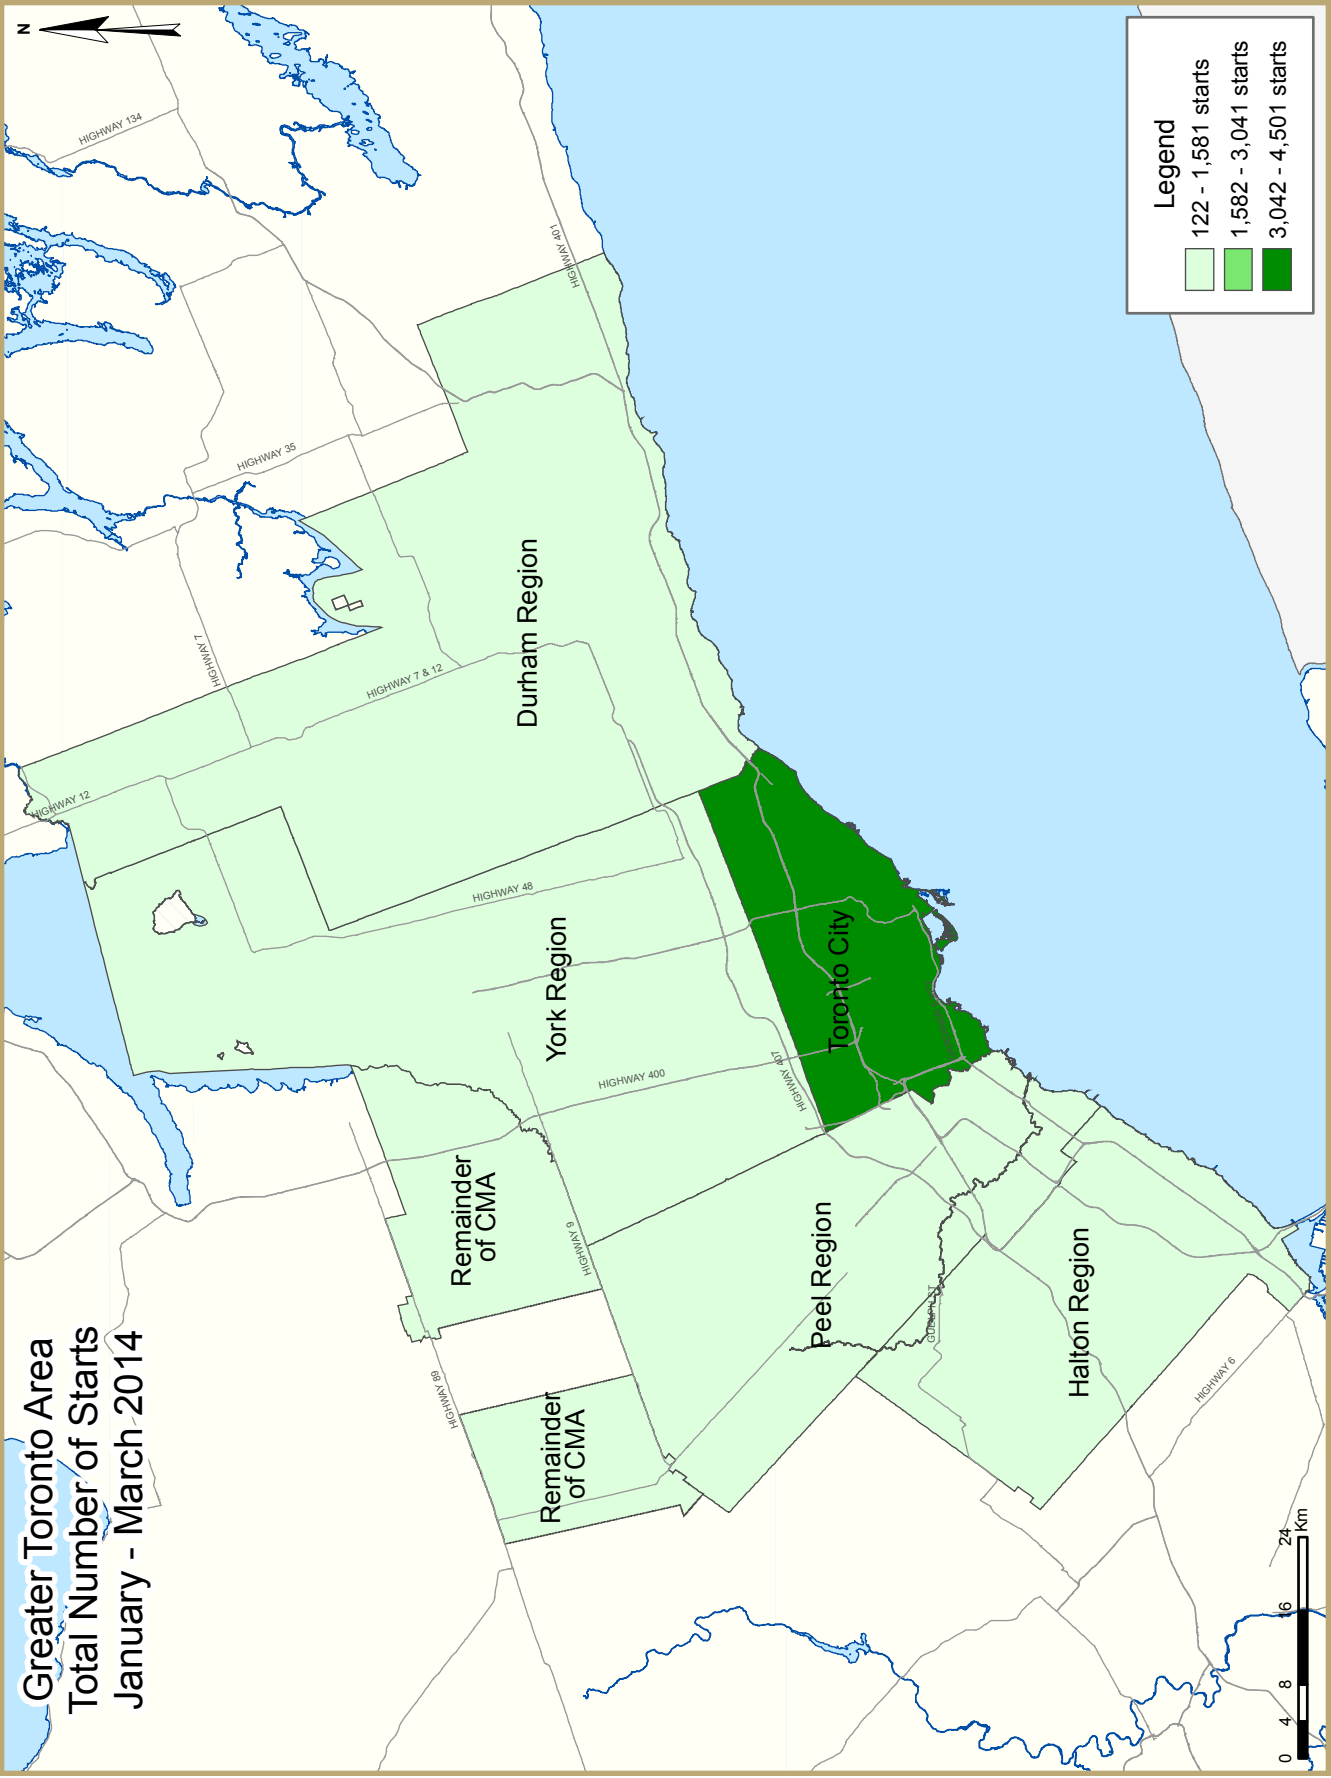 Greater Toronto Area
Total Number of Starts
January - March 2014
N
HIGHWAY 134
HIGHWAY 401
HIGHWAY 35
HIGHWAY 7
HIGHWAY 7 & 12
HIGHWAY 12
Durham Region
HIGHWAY 48
York Region
HIGHWAY 400
HIGHWAY 407
Toronto City
Remainder
of CMA
HIGHWAY 9
HIGHWAY 89
Remainder
of CMA
Peel Region
GUELPH ST
Halton Region
HIGHWAY 6
Legend
122 - 1,581 starts
1,582 - 3,041 starts
3,042 - 4,501 starts
0 4 8 16 24
Km